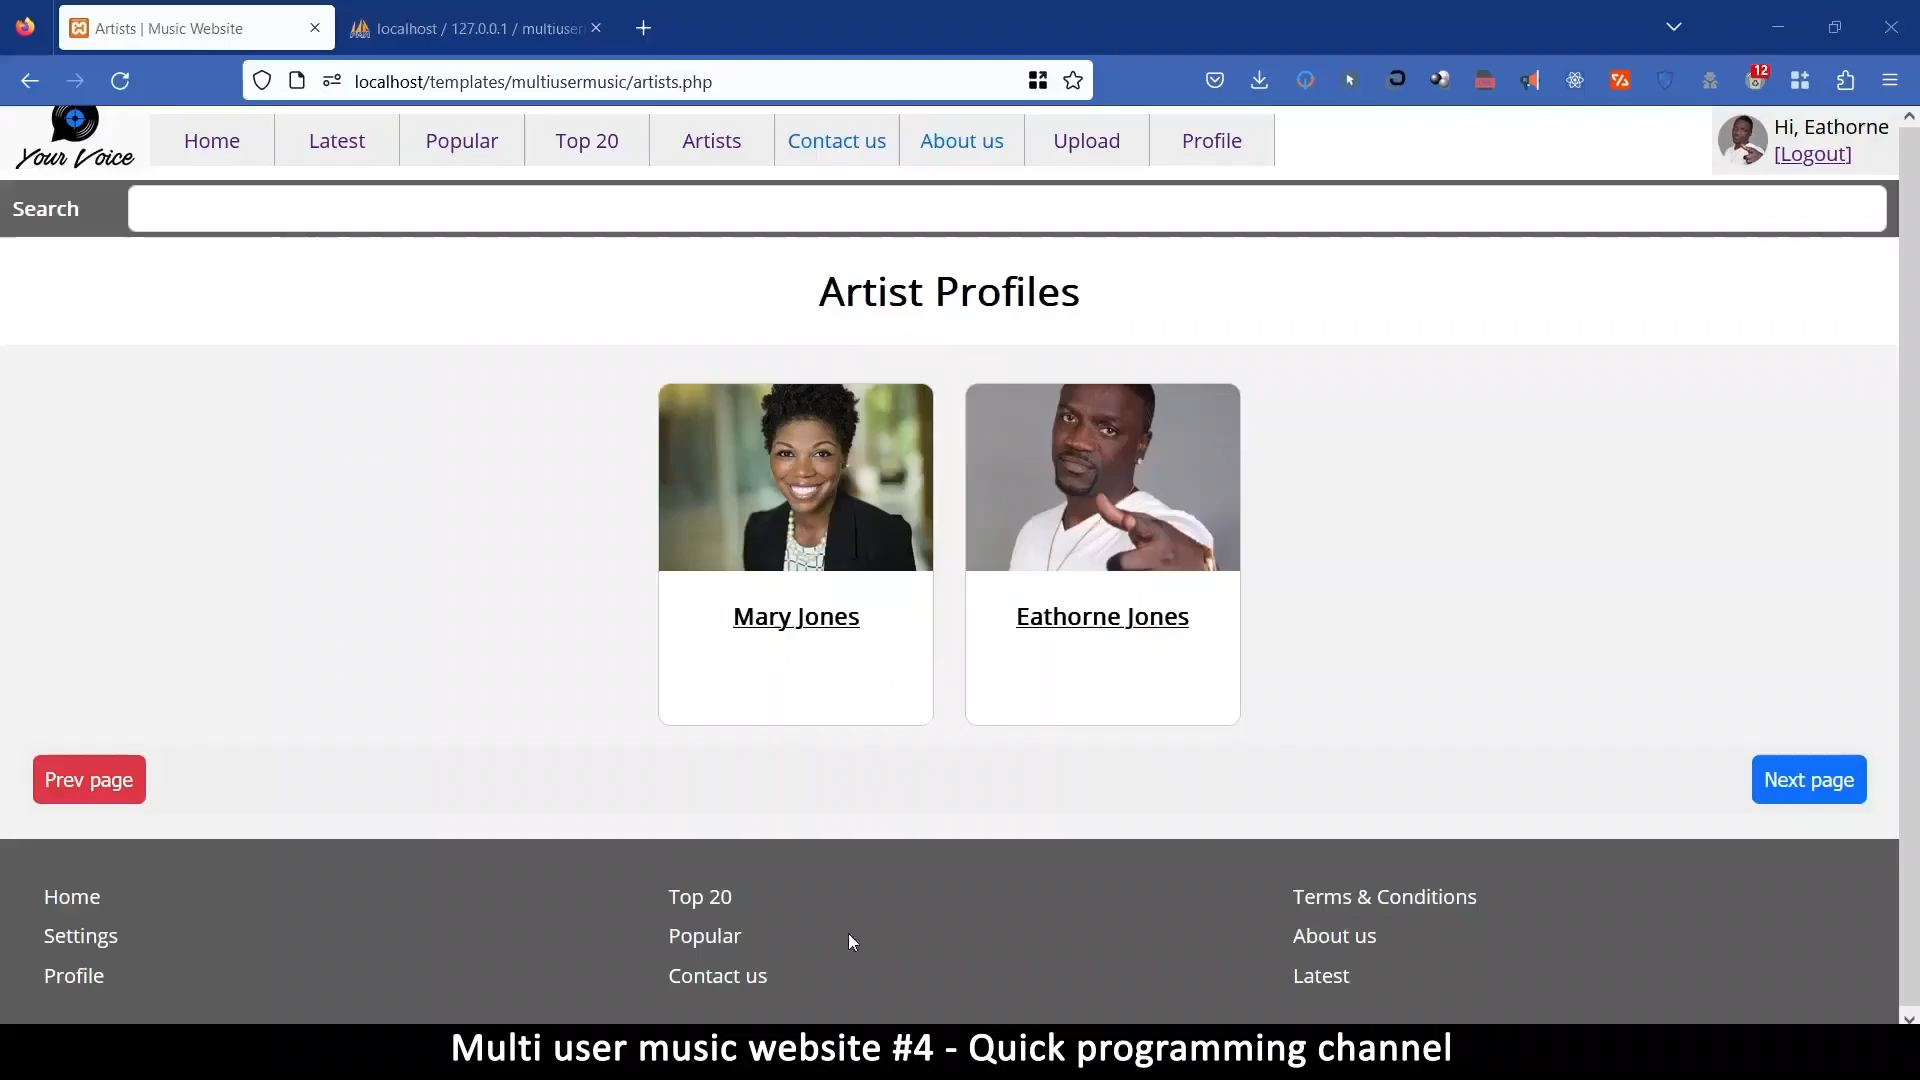 Artists | Music Website
localhost / 127.0.0.1 / multiuser
localhost/templates/multiusermusic/artists.php
12
Your Voice
Home
Latest
Popular
Top 20
Artists
Contact us
About us
Upload
Profile
Hi, Eathorne
[Logout]
Search
Artist Profiles
Mary Jones
Eathorne Jones
Prev page
Next page
Home
Top 20
Terms & Conditions
Settings
Popular
About us
Profile
Contact us
Latest
Multi user music website #4 - Quick programming channel